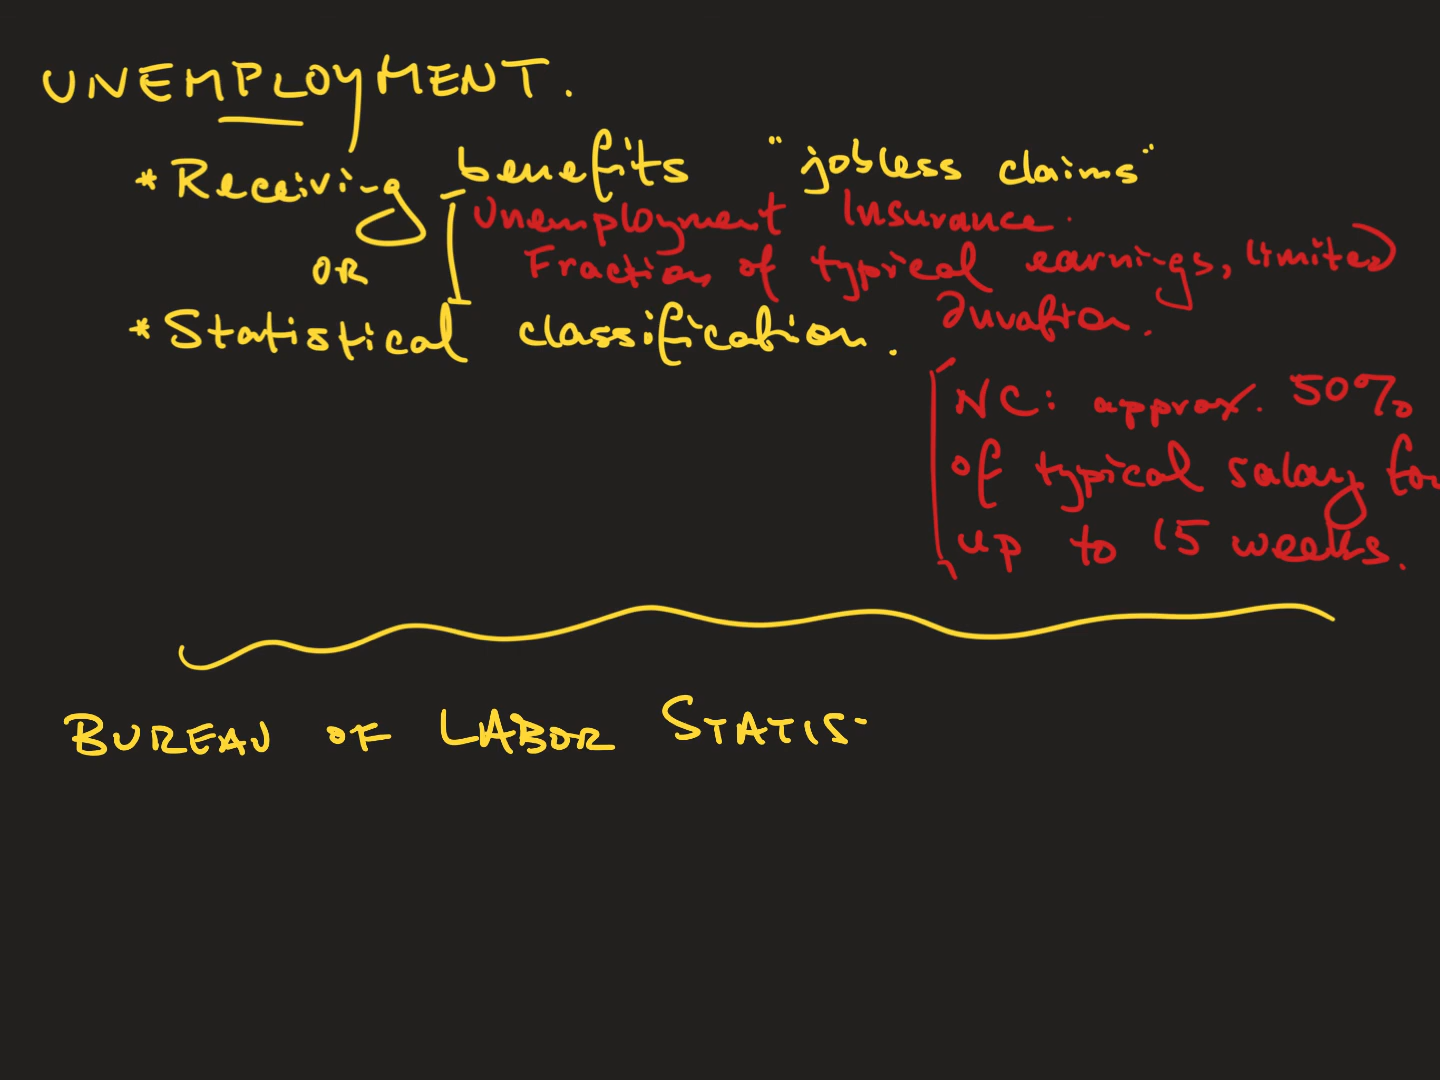 UNEMPLOYMENT.
* Receiving benefits "jobless claims"
Unemployment Insurance.
OR
Fraction of typical earnings, limited
duration.
* Statistical classification.
NC: approx. 50%
of typical salary for
up to 15 weeks.
BUREAU OF LABOR STATIS